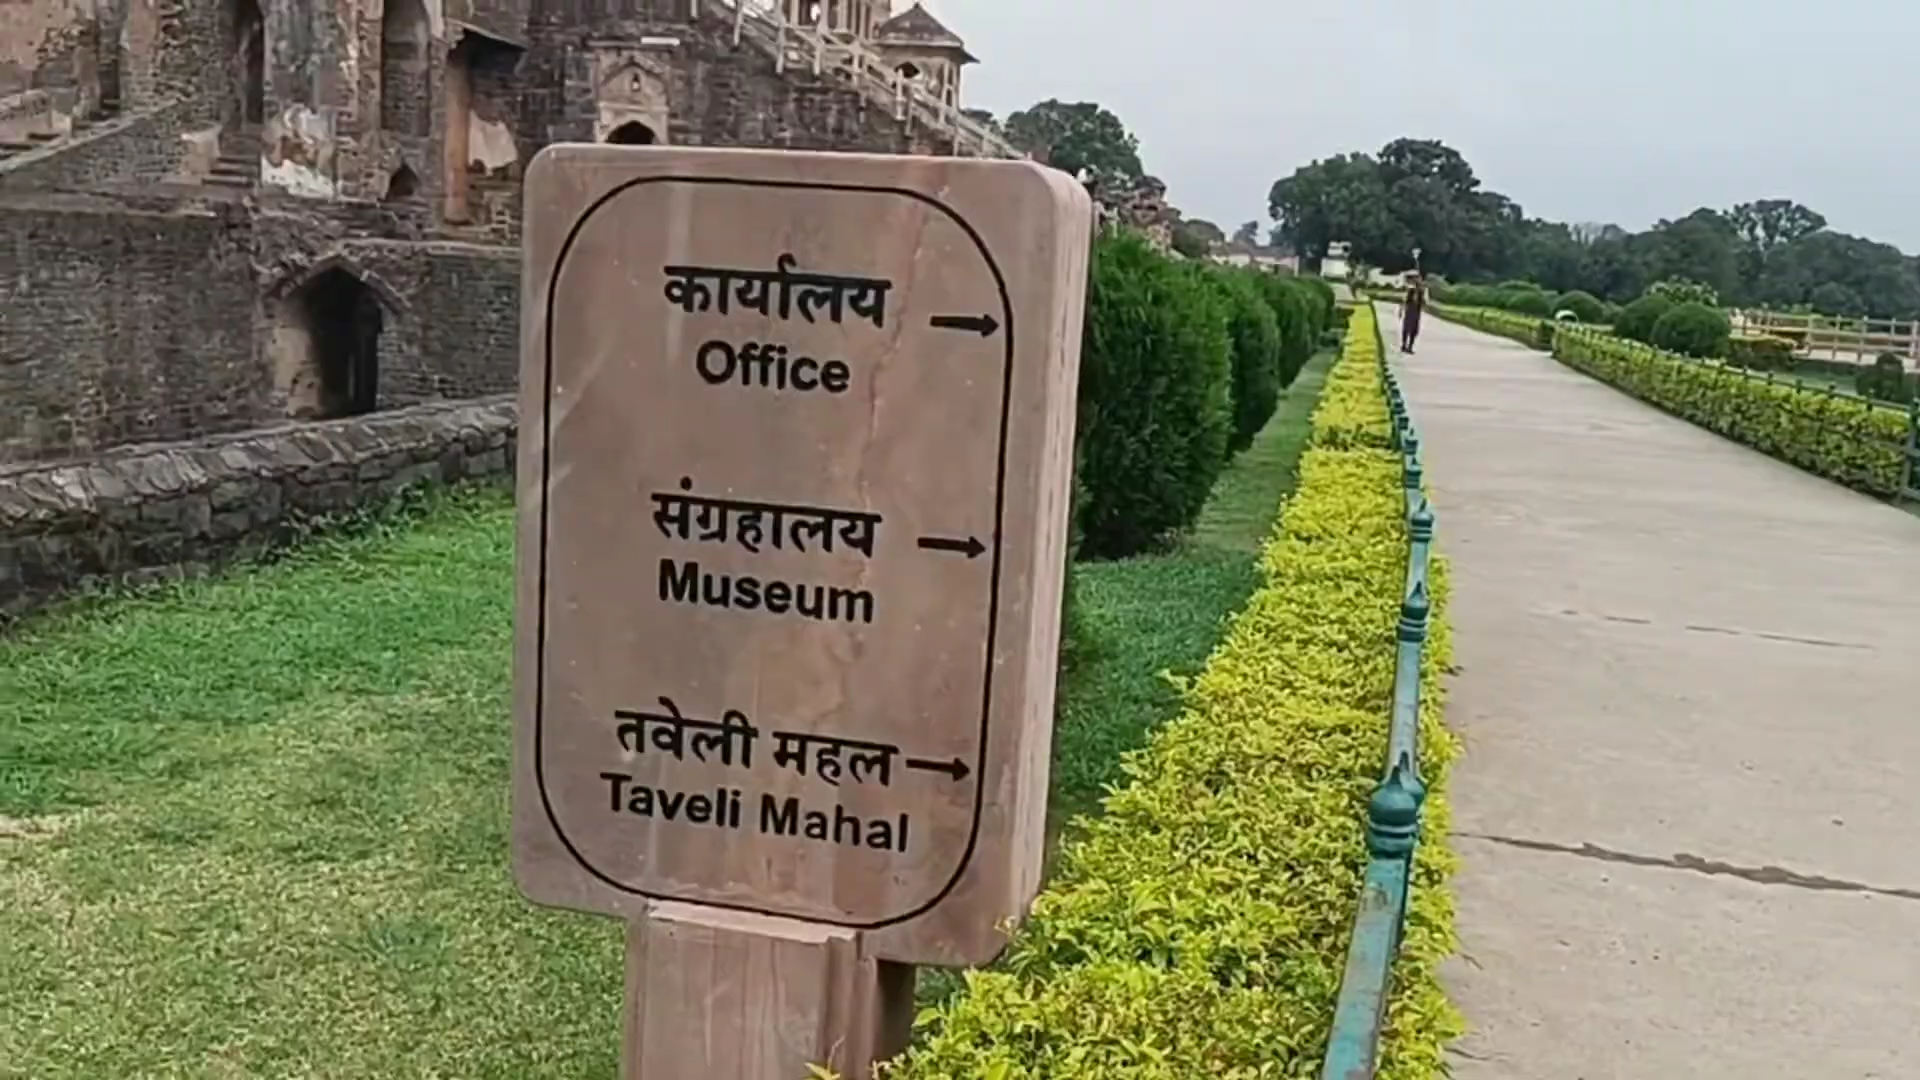 कार्यालय
Office
संग्रहालय
Museum
तवेली महल
Taveli Mahal